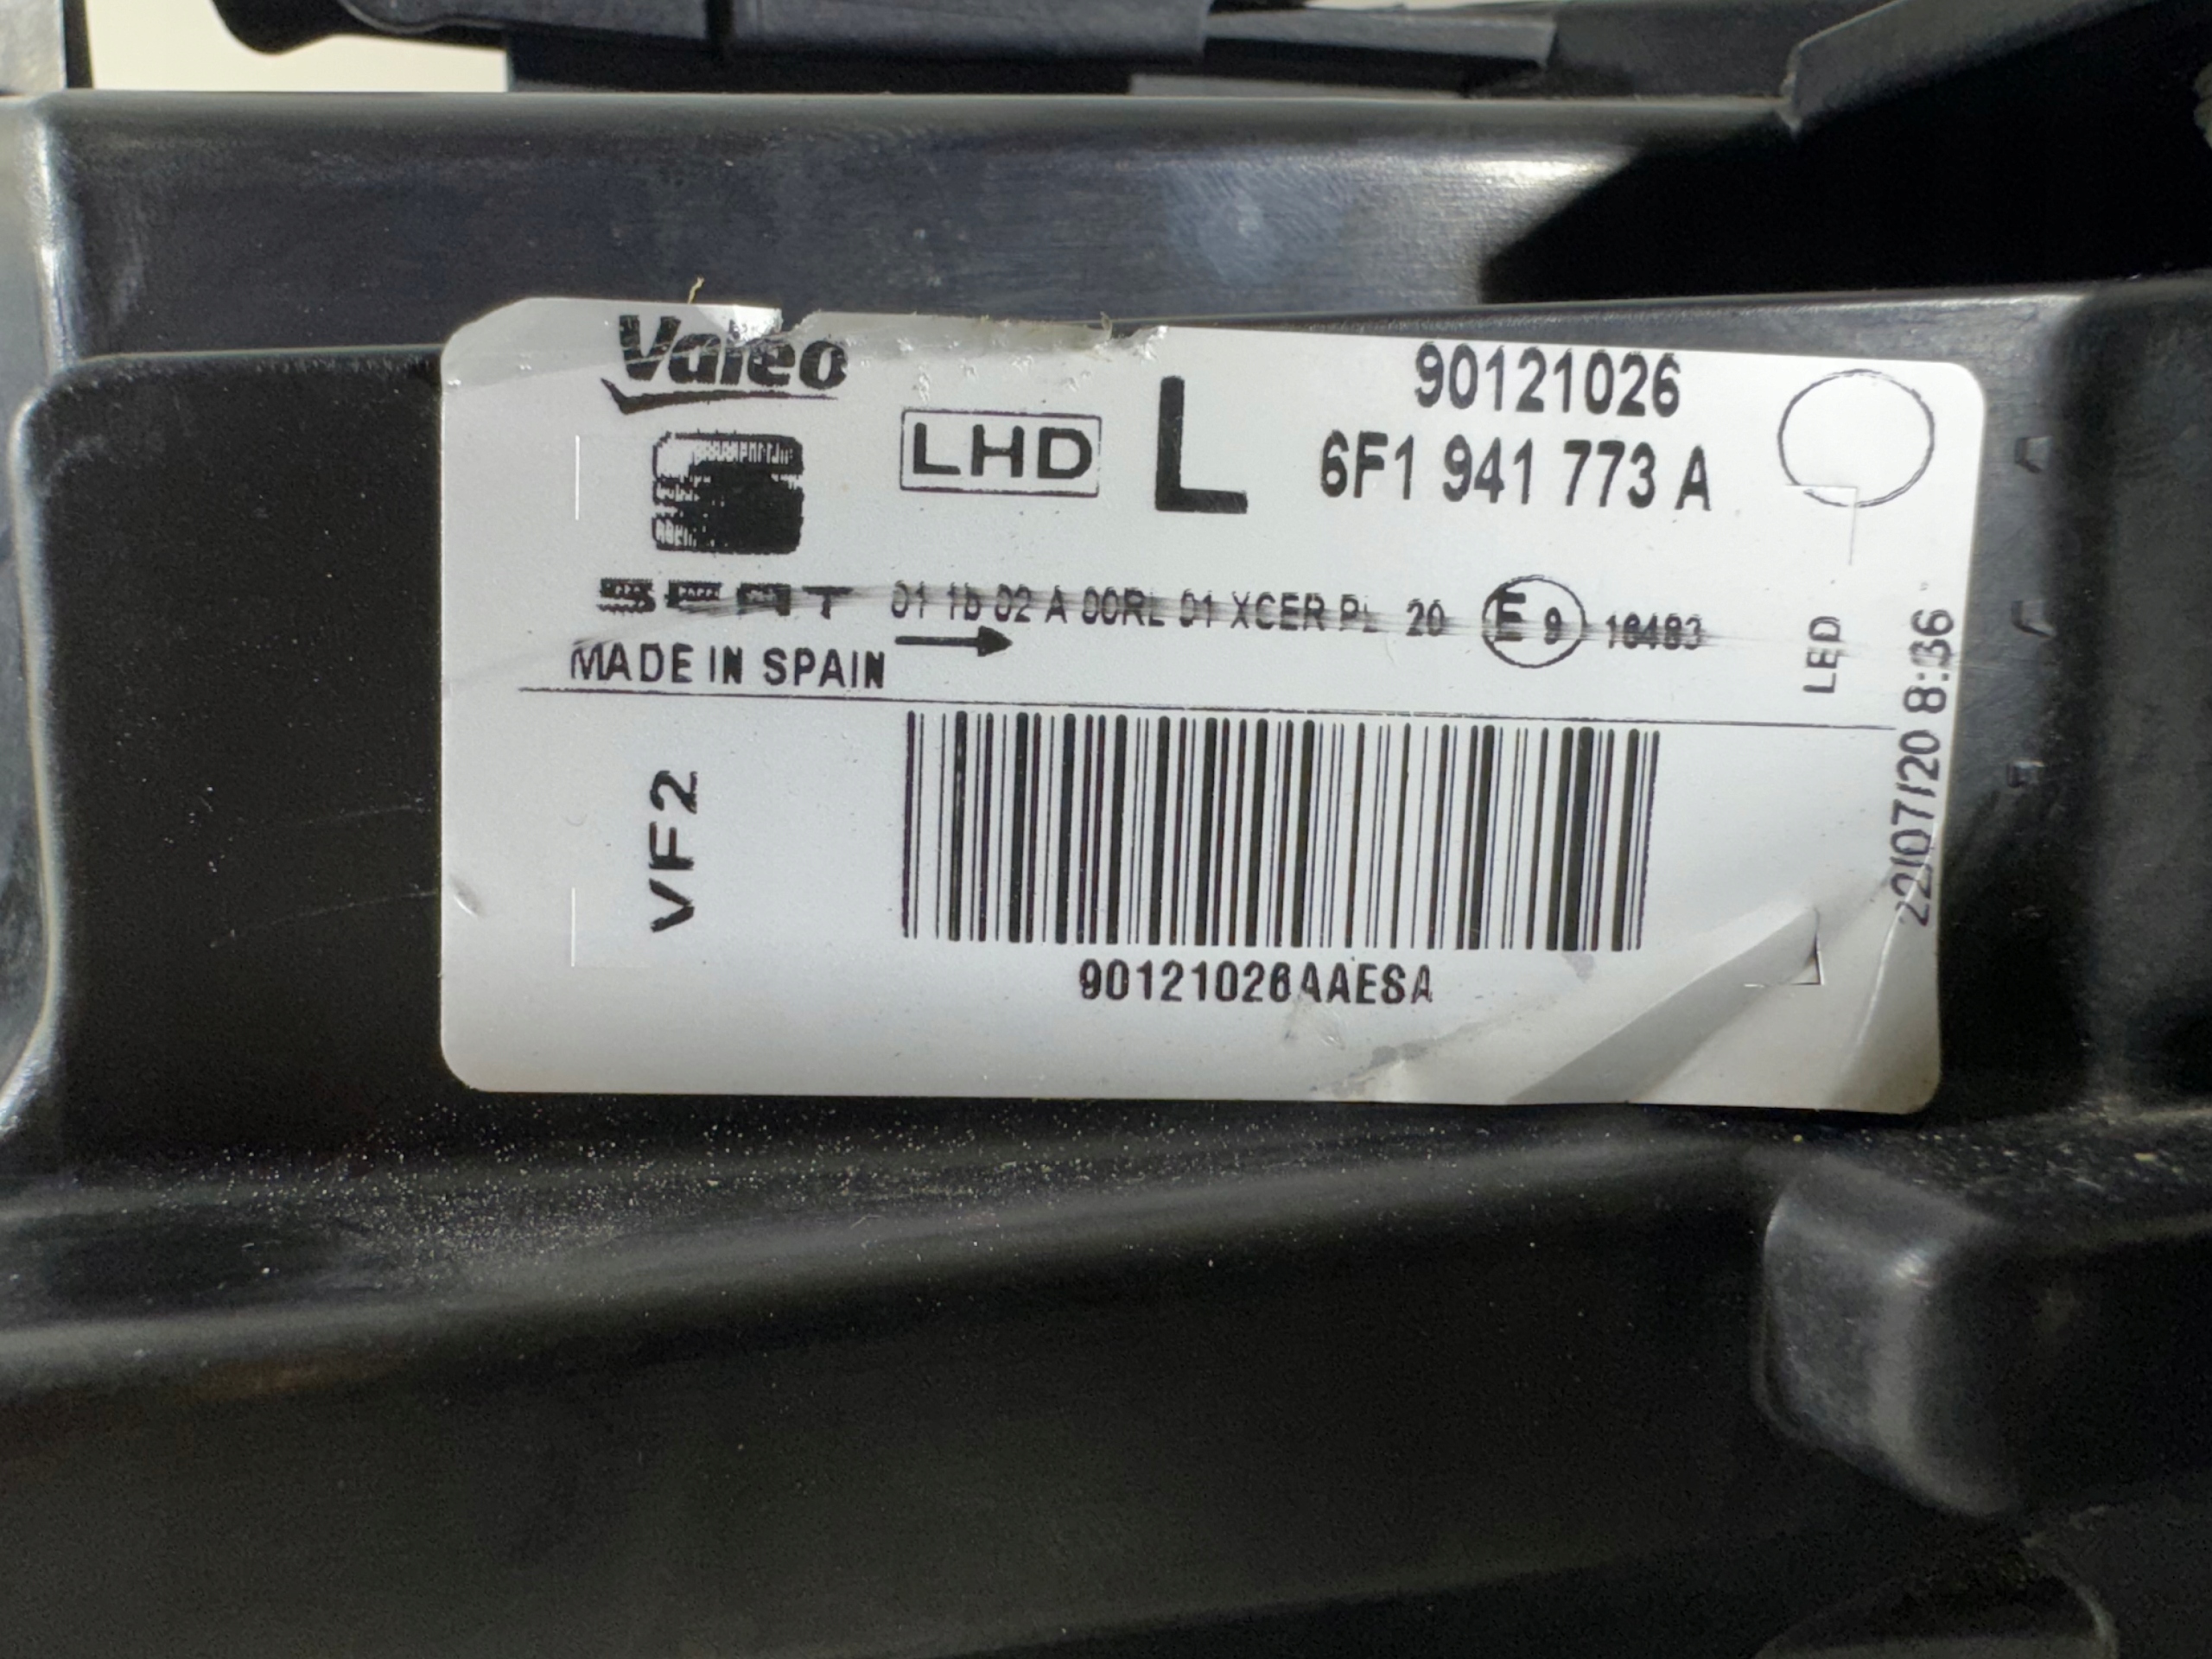 Valeo
LHD L
90121026
6F1 941 773 A
SEAT
01 1b 02 A 00RL 01 XCER PL 20 E 9 16483
MADE IN SPAIN
LED
22/07/20 8:36
VF2
90121026AAESA